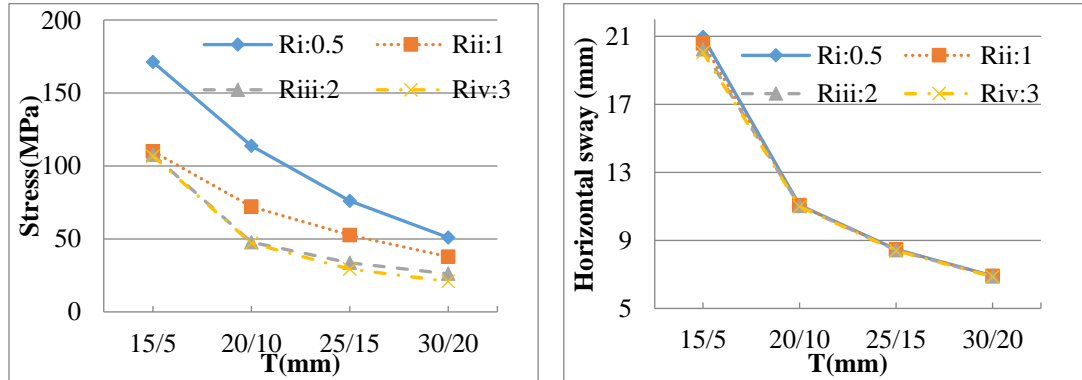 Stress(MPa)
200
150
100
50
0
Ri:0.5
Rii:1
Riii:2
Riv:3
15/5
20/10
25/15
30/20
T(mm)
Horizontal sway (mm)
21
17
13
9
5
Ri:0.5
Rii:1
Riii:2
Riv:3
15/5
20/10
25/15
30/20
T(mm)